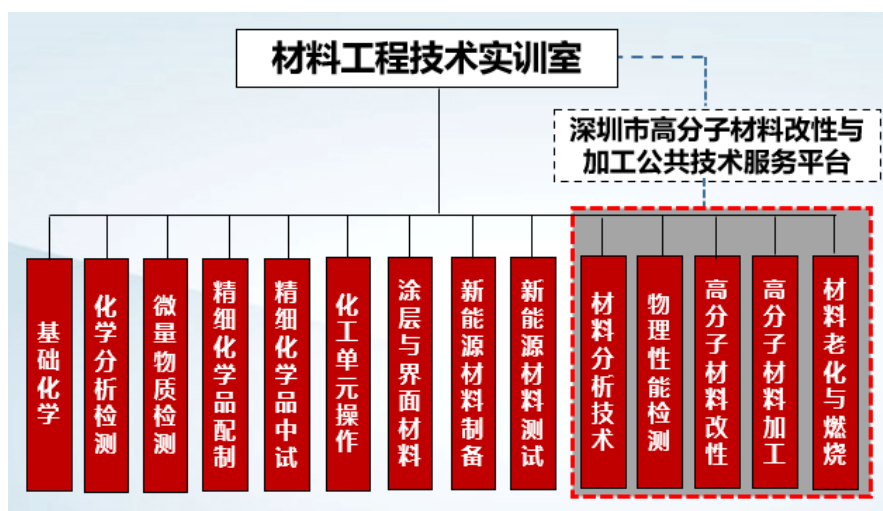 材料工程技术实训室
深圳市高分子材料改性与
加工公共技术服务平台
基础化学
化学分析检测
微量物质检测
精细化学品配制
精细化学品中试
化工单元操作
涂层与界面材料
新能源材料制备
新能源材料测试
材料分析技术
物理性能检测
高分子材料改性
高分子材料加工
材料老化与燃烧